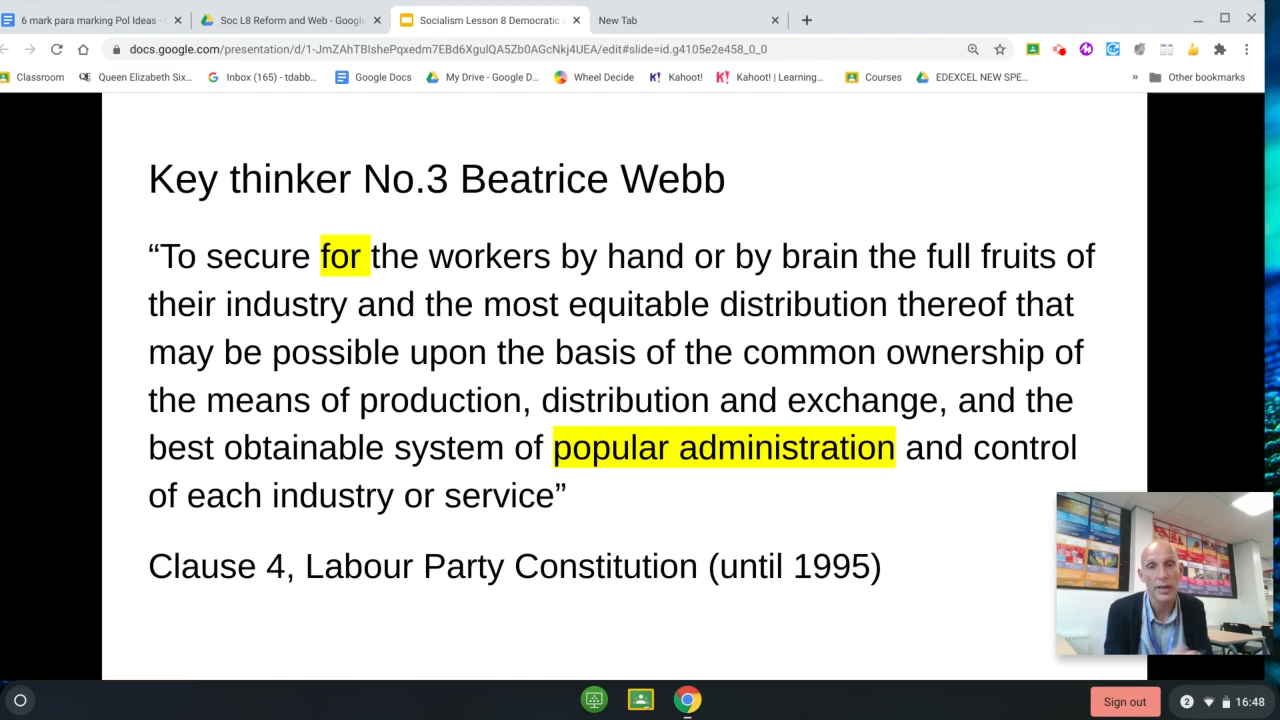 6 mark para marking Pol Ideas -
Soc L8 Reform and Web - Google
Socialism Lesson 8 Democratic
New Tab
docs.google.com/presentation/d/1-JmZAhTBIshePqxedm7EBd6XgulQA5Zb0AGcNkj4UEA/edit#slide=id.g4105e2e458_0_0
Classroom
Queen Elizabeth Six...
Inbox (165) - tdabb...
Google Docs
My Drive - Google D...
Wheel Decide
Kahoot!
Kahoot! | Learning...
Courses
EDEXCEL NEW SPE...
»
Other bookmarks
Key thinker No.3 Beatrice Webb
“To secure for the workers by hand or by brain the full fruits of
their industry and the most equitable distribution thereof that
may be possible upon the basis of the common ownership of
the means of production, distribution and exchange, and the
best obtainable system of popular administration and control
of each industry or service”
Clause 4, Labour Party Constitution (until 1995)
Sign out
2
16:48